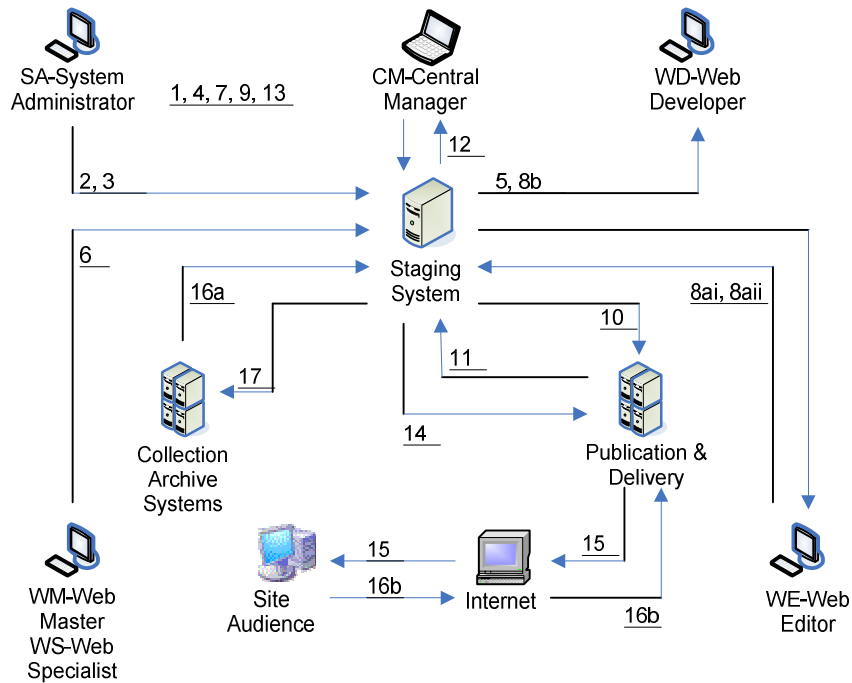 SA-System
Administrator
1, 4, 7, 9, 13
CM-Central
Manager
WD-Web
Developer
12
2, 3
5, 8b
6
Staging
System
16a
8ai, 8aii
10
11
17
14
Collection
Archive
Systems
Publication &
Delivery
15
15
16b
16b
Site
Audience
Internet
WM-Web
Master
WS-Web
Specialist
WE-Web
Editor